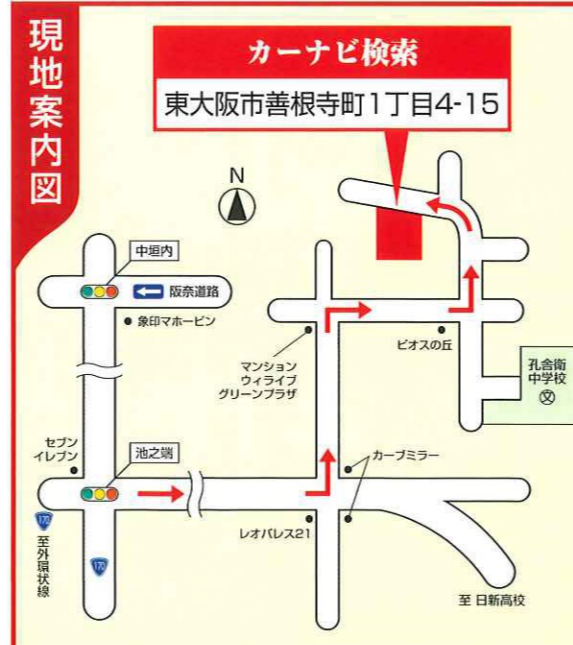 現地案内図
カーナビ検索
東大阪市善根寺町1丁目4-15
N
中垣内
阪奈道路
象印マホービン
マンション
ウィライブ
グリーンプラザ
ビオスの丘
孔舎衛
中学校
文
セブン
イレブン
池之端
カーブミラー
レオパレス21
170
至外環状線
170
至 日新高校